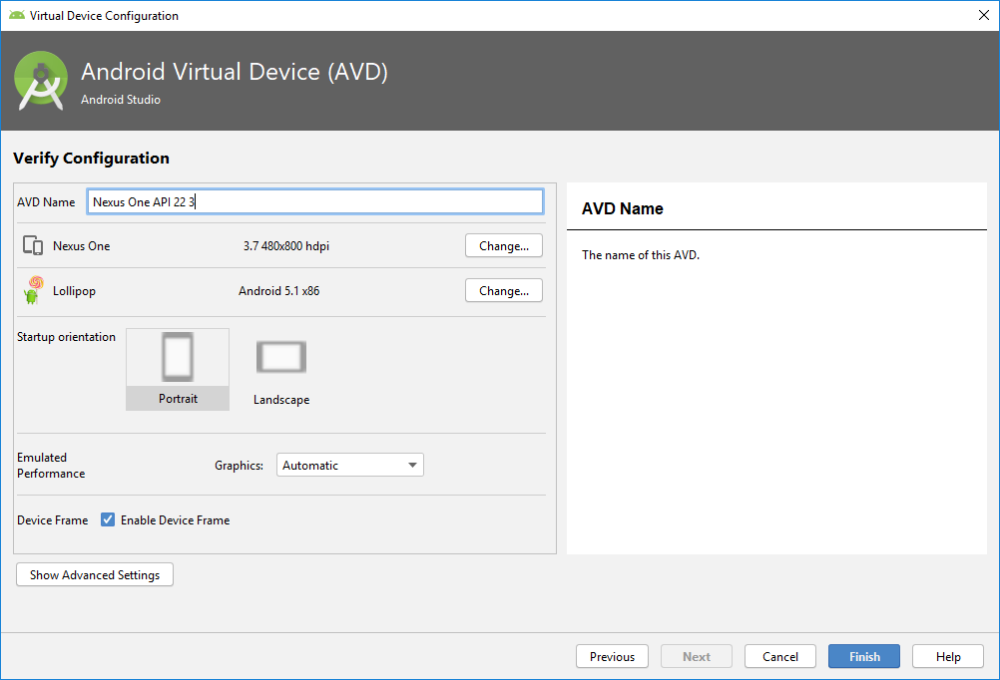 Virtual Device Configuration
Android Virtual Device (AVD)
Android Studio
Verify Configuration
AVD Name Nexus One API 22 3
Nexus One 3.7 480x800 hdpi Change...
Lollipop Android 5.1 x86 Change...
Startup orientation
Portrait
Landscape
Emulated
Performance
Graphics: Automatic
Device Frame Enable Device Frame
Show Advanced Settings
AVD Name
The name of this AVD.
Previous Next Cancel Finish Help